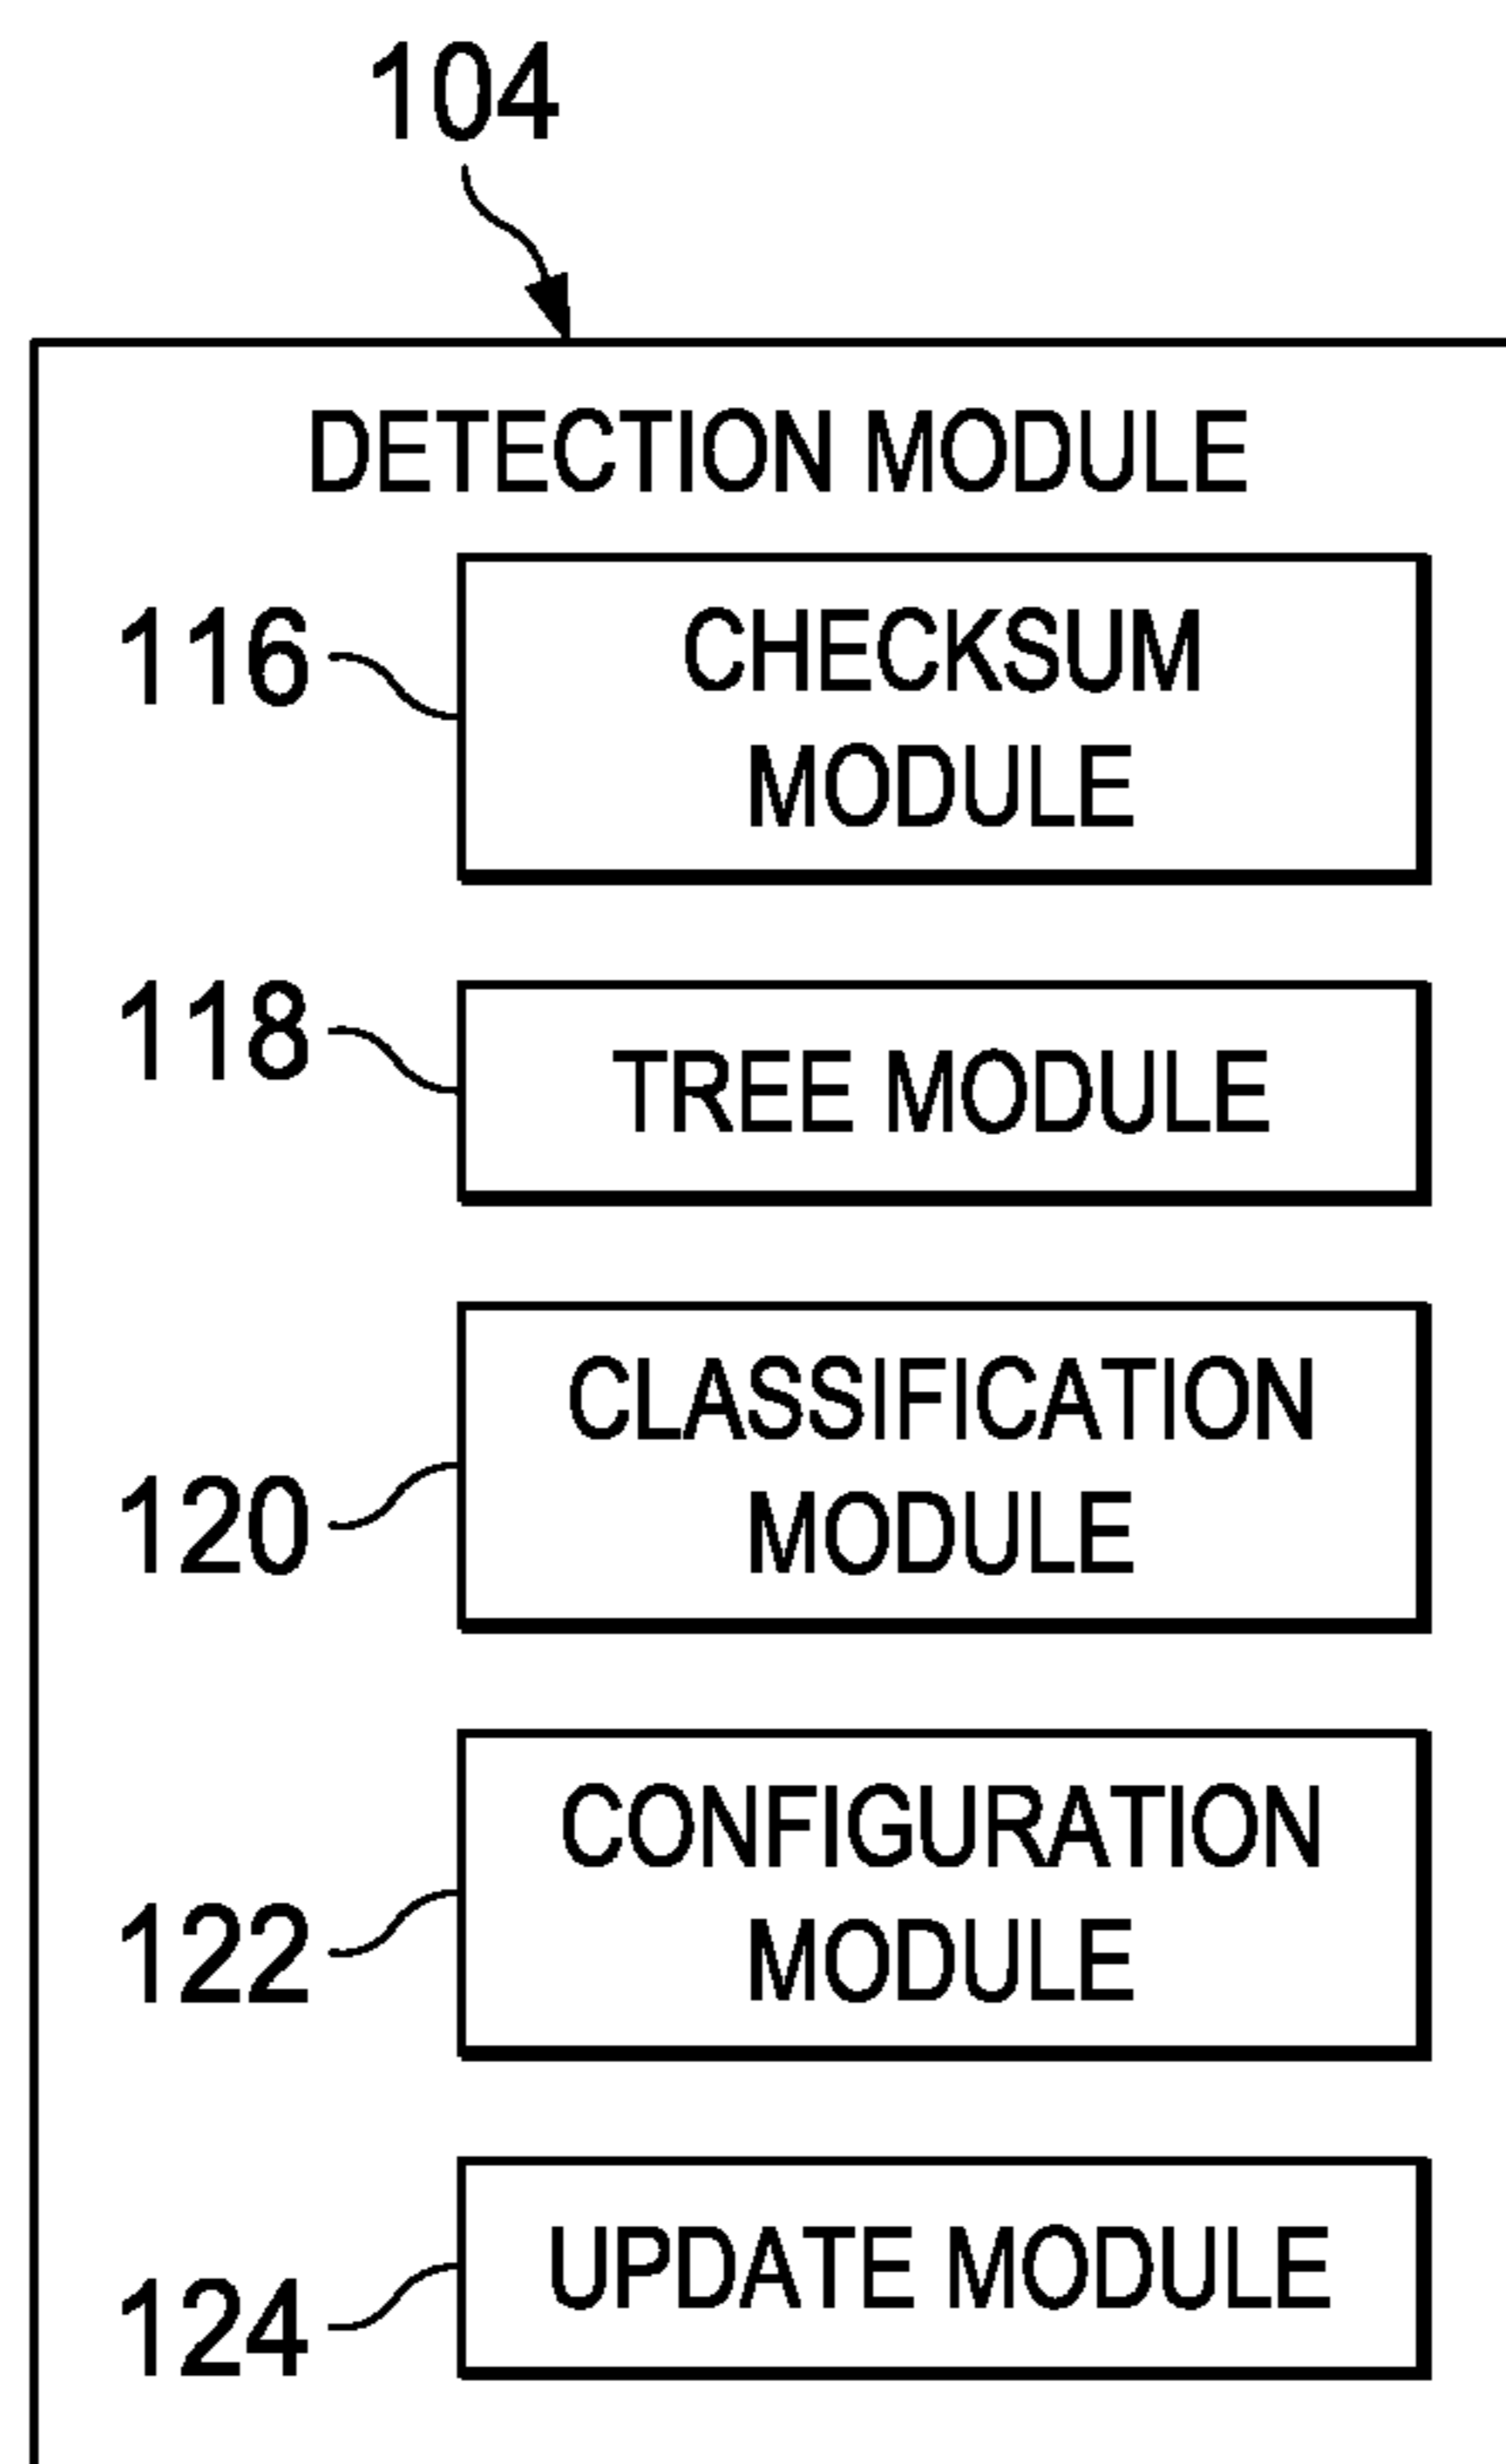 104
DETECTION MODULE
116
CHECKSUM
MODULE
118
TREE MODULE
120
CLASSIFICATION
MODULE
122
CONFIGURATION
MODULE
124
UPDATE MODULE